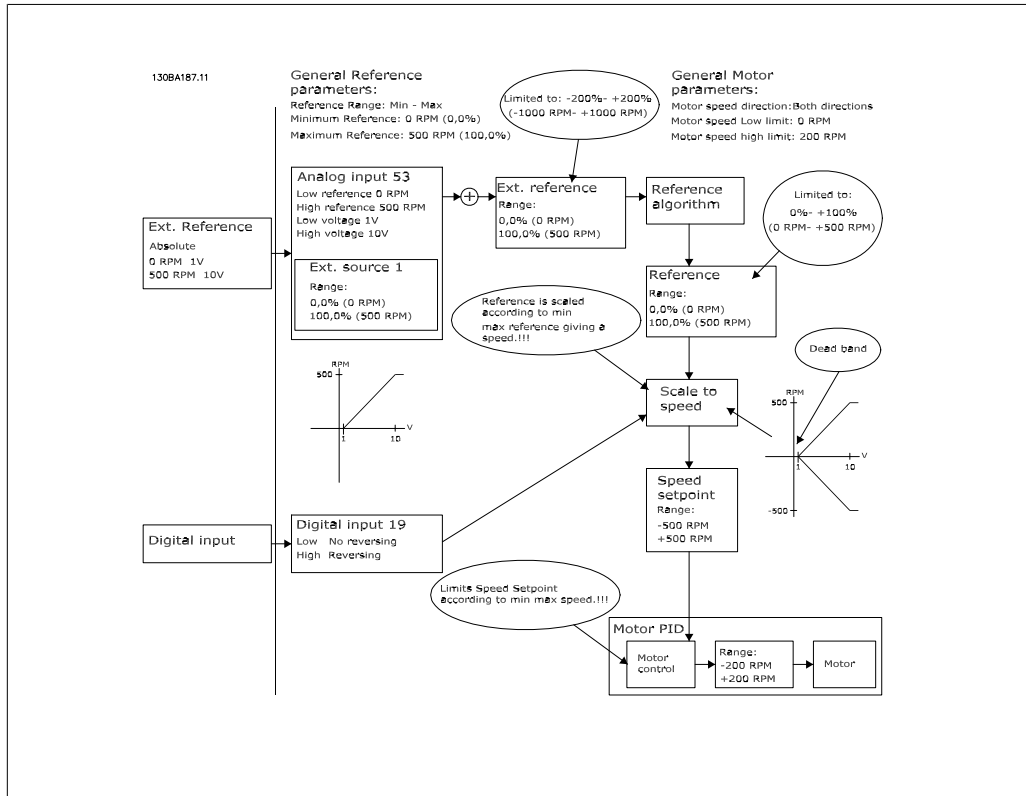 130BA187.11
General Reference
parameters:
Reference Range: Min - Max
Minimum Reference: 0 RPM (0,0%)
Maximum Reference: 500 RPM (100,0%)
Limited to: -200%- +200%
(-1000 RPM- +1000 RPM)
General Motor
parameters:
Motor speed direction:Both directions
Motor speed Low limit: 0 RPM
Motor speed high limit: 200 RPM
Ext. Reference
Absolute
0 RPM 1V
500 RPM 10V
Analog input 53
Low reference 0 RPM
High reference 500 RPM
Low voltage 1V
High voltage 10V
Ext. source 1
Range:
0,0% (0 RPM)
100,0% (500 RPM)
Ext. reference
Range:
0,0% (0 RPM)
100,0% (500 RPM)
Reference
algorithm
Limited to:
0%- +100%
(0 RPM- +500 RPM)
Reference
Range:
0,0% (0 RPM)
100,0% (500 RPM)
Reference is scaled
according to min
max reference giving a
speed.!!!
Dead band
RPM
500
V
1
10
Scale to
speed
RPM
500
V
1
10
-500
Speed
setpoint
Range:
-500 RPM
+500 RPM
Digital input
Digital input 19
Low No reversing
High Reversing
Limits Speed Setpoint
according to min max speed.!!!
Motor PID
Motor
control
Range:
-200 RPM
+200 RPM
Motor